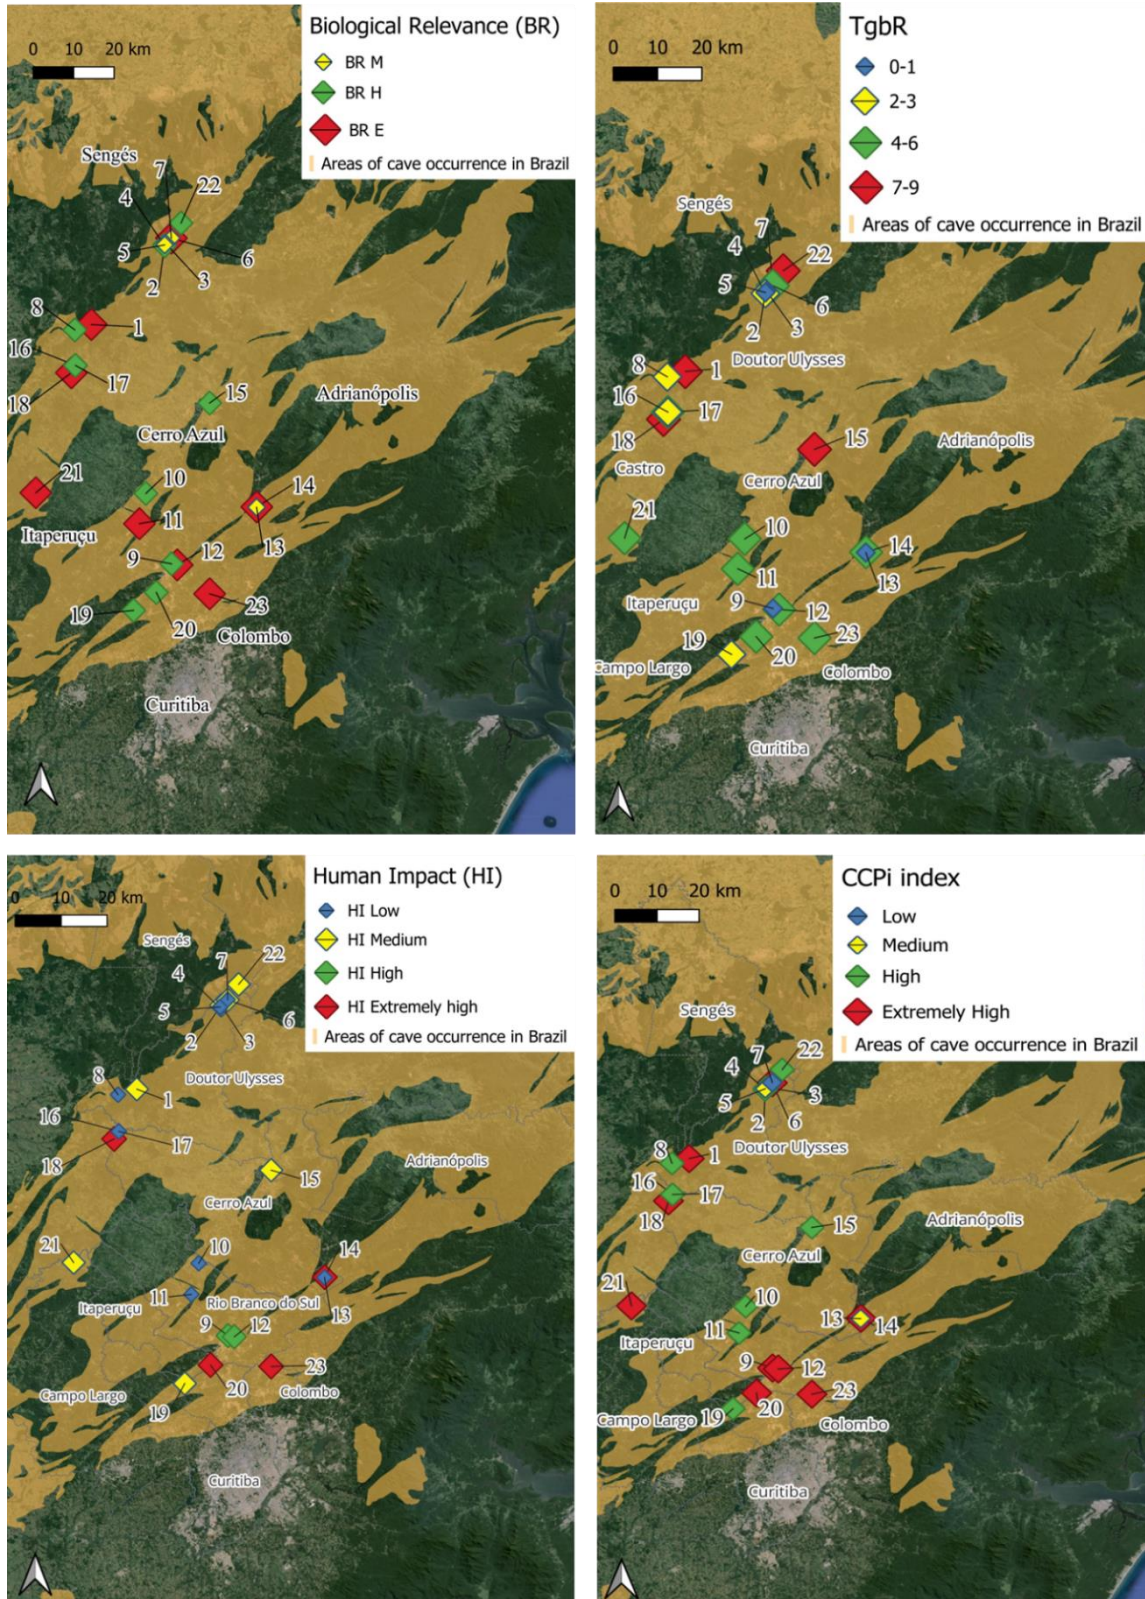 Biological Relevance (BR)
0 10 20 km
BR M
BR H
BR E
Areas of cave occurrence in Brazil
Sengés
7
4
22
5
6
2
3
8
1
16
17
18
15
Adrianópolis
Cerro Azul
21
10
14
11
Itaperuçu
13
12
9
23
19
20
Colombo
Curitiba
TgbR
0 10 20 km
0-1
2-3
4-6
7-9
Areas of cave occurrence in Brazil
Sengés
7
4
22
5
6
2
3
Doutor Ulysses
8
1
16
17
18
15
Adrianópolis
Castro
Cerro Azul
21
10
14
11
13
Itaperuçu
9
12
19
23
20
Campo Largo
Colombo
Curitiba
Human Impact (HI)
0 10 20 km
HI Low
HI Medium
HI High
HI Extremely high
Areas of cave occurrence in Brazil
Sengés
7
22
4
5
6
2
3
8
Doutor Ulysses
1
16
17
18
15
Adrianópolis
Cerro Azul
21
10
14
11
Rio Branco do Sul
Itaperuçu
13
9
12
23
20
Campo Largo
Colombo
19
Curitiba
CCPi index
0 10 20 km
Low
Medium
High
Extremely High
Areas of cave occurrence in Brazil
Sengés
7
22
4
5
3
2
6
Doutor Ulysses
8
1
16
17
18
15
Adrianópolis
Cerro Azul
21
10
13
14
Itaperuçu
11
9
12
23
20
Campo Largo
19
Colombo
Curitiba